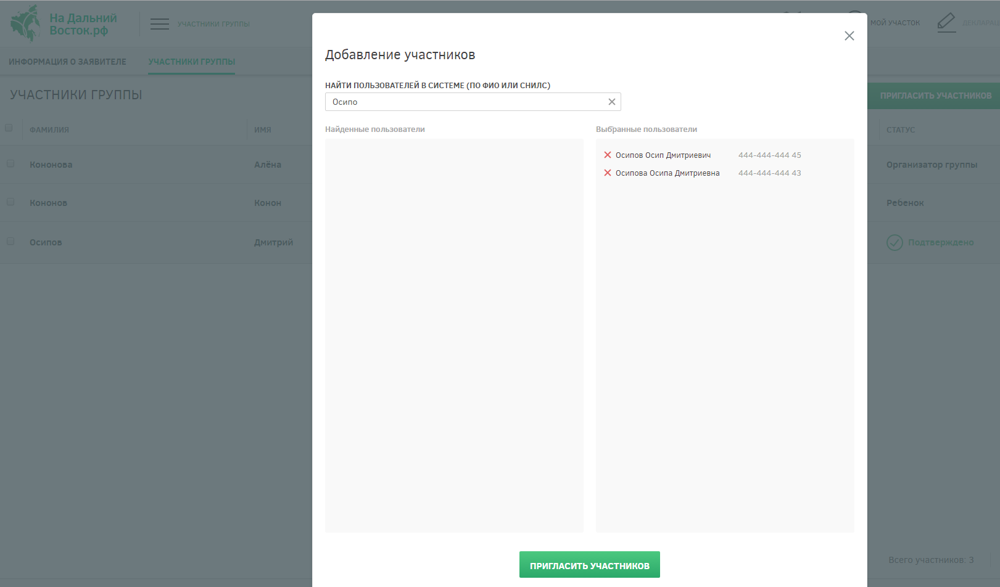 На Дальний
Восток.рф
УЧАСТНИКИ ГРУППЫ
МОЙ УЧАСТОК
ИНФОРМАЦИЯ О ЗАЯВИТЕЛЕ
УЧАСТНИКИ ГРУППЫ
УЧАСТНИКИ ГРУППЫ
ПРИГЛАСИТЬ УЧАСТНИКОВ
ФАМИЛИЯ
ИМЯ
СТАТУС
Кононова
Алёна
Организатор группы
Кононов
Конон
Ребенок
Осипов
Дмитрий
Подтверждено
Всего участников: 3
Добавление участников
НАЙТИ ПОЛЬЗОВАТЕЛЕЙ В СИСТЕМЕ (ПО ФИО ИЛИ СНИЛС)
Осипо
Найденные пользователи
Выбранные пользователи
Осипов Осип Дмитриевич 444-444-444 45
Осипова Осипа Дмитриевна 444-444-444 43
ПРИГЛАСИТЬ УЧАСТНИКОВ